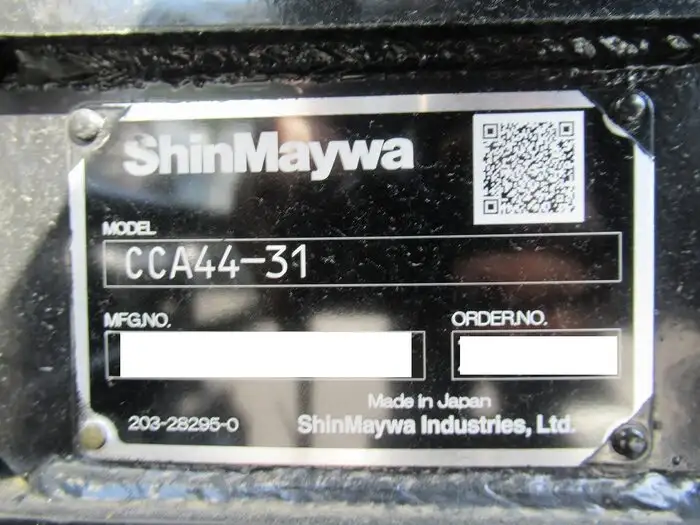 ShinMaywa
MODEL
CCA44-31
MFG.NO.
ORDER.NO.
Made in Japan
203-28295-0
ShinMaywa Industries, Ltd.